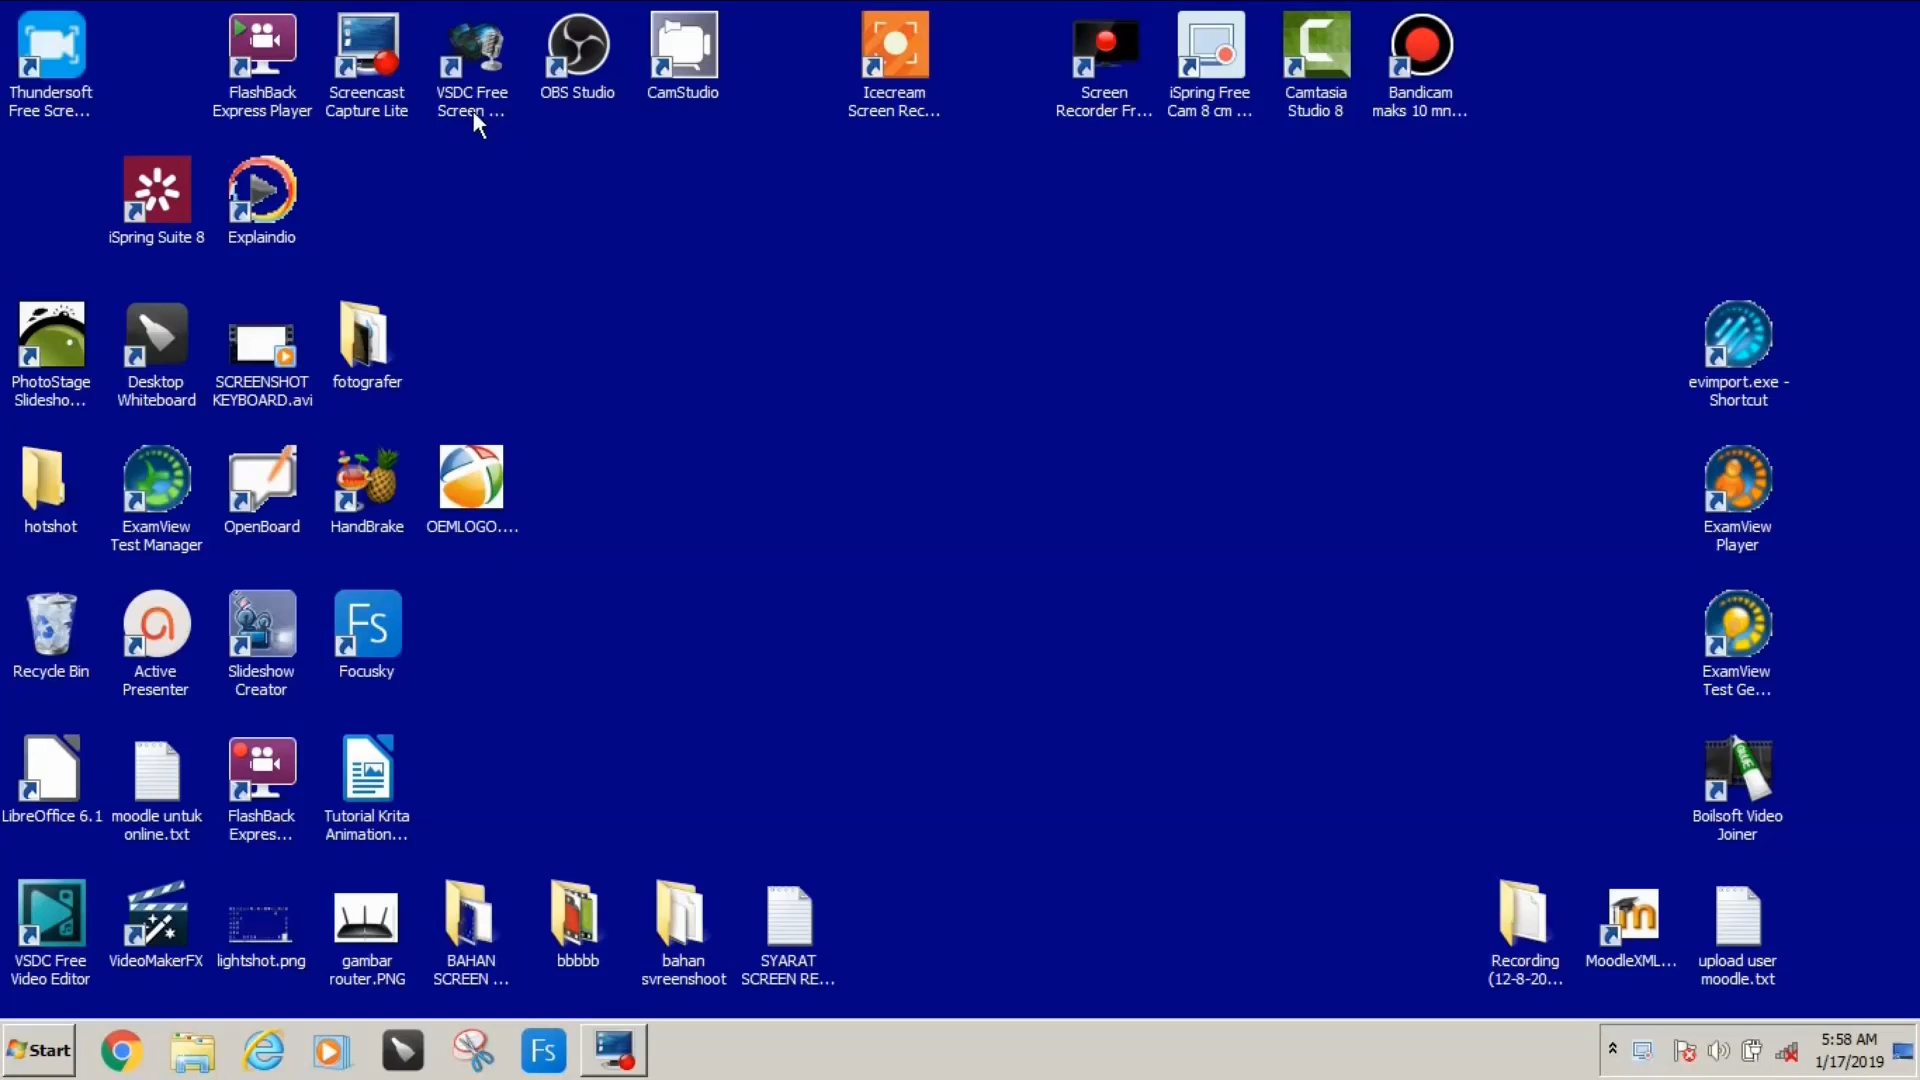 Thundersoft
Free Scre...
FlashBack
Express Player
Screencast
Capture Lite
VSDC Free
Screen ...
OBS Studio
CamStudio
Icecream
Screen Rec...
Screen
Recorder Fr...
iSpring Free
Cam 8 cm ...
Camtasia
Studio 8
Bandicam
maks 10 mn...
iSpring Suite 8
Explaindio
PhotoStage
Slidesho...
Desktop
Whiteboard
SCREENSHOT
KEYBOARD.avi
fotografer
evimport.exe -
Shortcut
hotshot
ExamView
Test Manager
OpenBoard
HandBrake
OEMLOGO....
ExamView
Player
Recycle Bin
Active
Presenter
Slideshow
Creator
Fs
Focusky
ExamView
Test Ge...
LibreOffice 6.1
moodle untuk
online.txt
FlashBack
Expres...
Tutorial Krita
Animation...
GLUE
Boilsoft Video
Joiner
VSDC Free
Video Editor
VideoMakerFX
lightshot.png
gambar
router.PNG
BAHAN
SCREEN ...
bbbbb
bahan
svreenshoot
SYARAT
SCREEN RE...
Recording
(12-8-20...
m
MoodleXML...
upload user
moodle.txt
Start
Fs
5:58 AM
1/17/2019